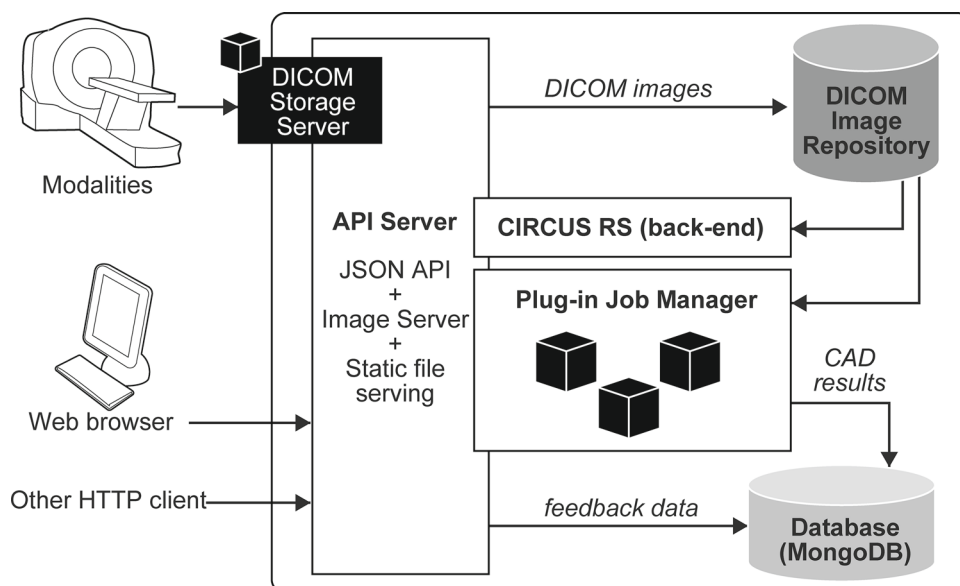 DICOM
Storage
Server
Modalities
DICOM images
DICOM
Image
Repository
API Server
JSON API
+
Image Server
+
Static file
serving
CIRCUS RS (back-end)
Plug-in Job Manager
CAD
results
Web browser
Other HTTP client
feedback data
Database
(MongoDB)